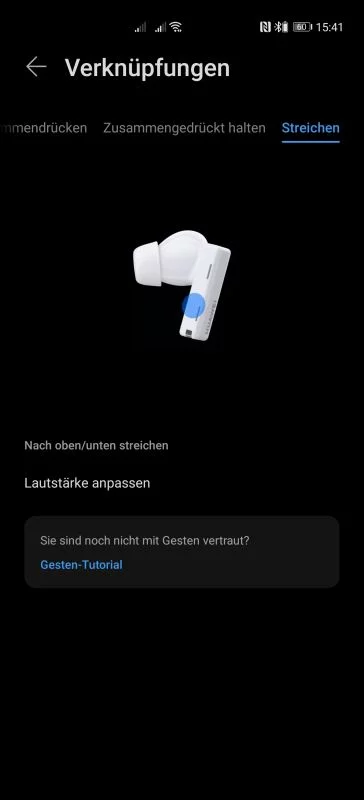 60 15:41
Verknüpfungen
mmendrücken Zusammengedrückt halten Streichen
Nach oben/unten streichen
Lautstärke anpassen
Sie sind noch nicht mit Gesten vertraut?
Gesten-Tutorial